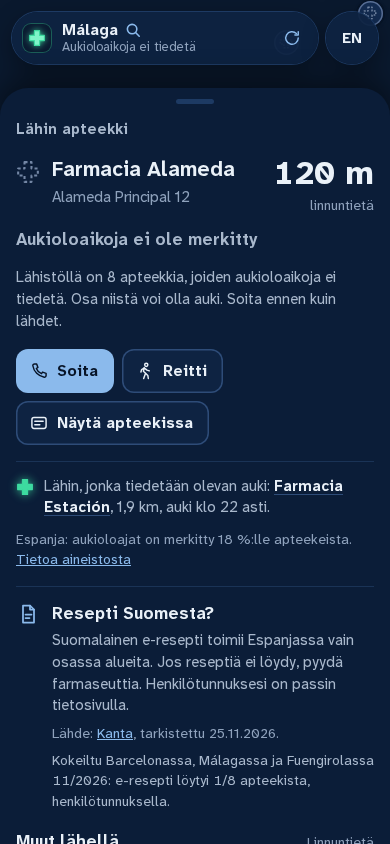 Málaga
Aukioloaikoja ei tiedetä
EN
Lähin apteekki
Farmacia Alameda
120 m
Alameda Principal 12
linnuntietä
Aukioloaikoja ei ole merkitty
Lähistöllä on 8 apteekkia, joiden aukioloaikoja ei
tiedetä. Osa niistä voi olla auki. Soita ennen kuin
lähdet.
Soita
Reitti
Näytä apteekissa
Lähin, jonka tiedetään olevan auki: Farmacia
Estación, 1,9 km, auki klo 22 asti.
Espanja: aukioloajat on merkitty 18 %:lle apteekeista.
Tietoa aineistosta
Resepti Suomesta?
Suomalainen e-resepti toimii Espanjassa vain
osassa alueita. Jos reseptiä ei löydy, pyydä
farmaseuttia. Henkilötunnuksesi on passin
tietosivulla.
Lähde: Kanta, tarkistettu 25.11.2026.
Kokeiltu Barcelonassa, Málagassa ja Fuengirolassa
11/2026: e-resepti löytyi 1/8 apteekista,
henkilötunnuksella.
Muut lähellä
Linnuntietä